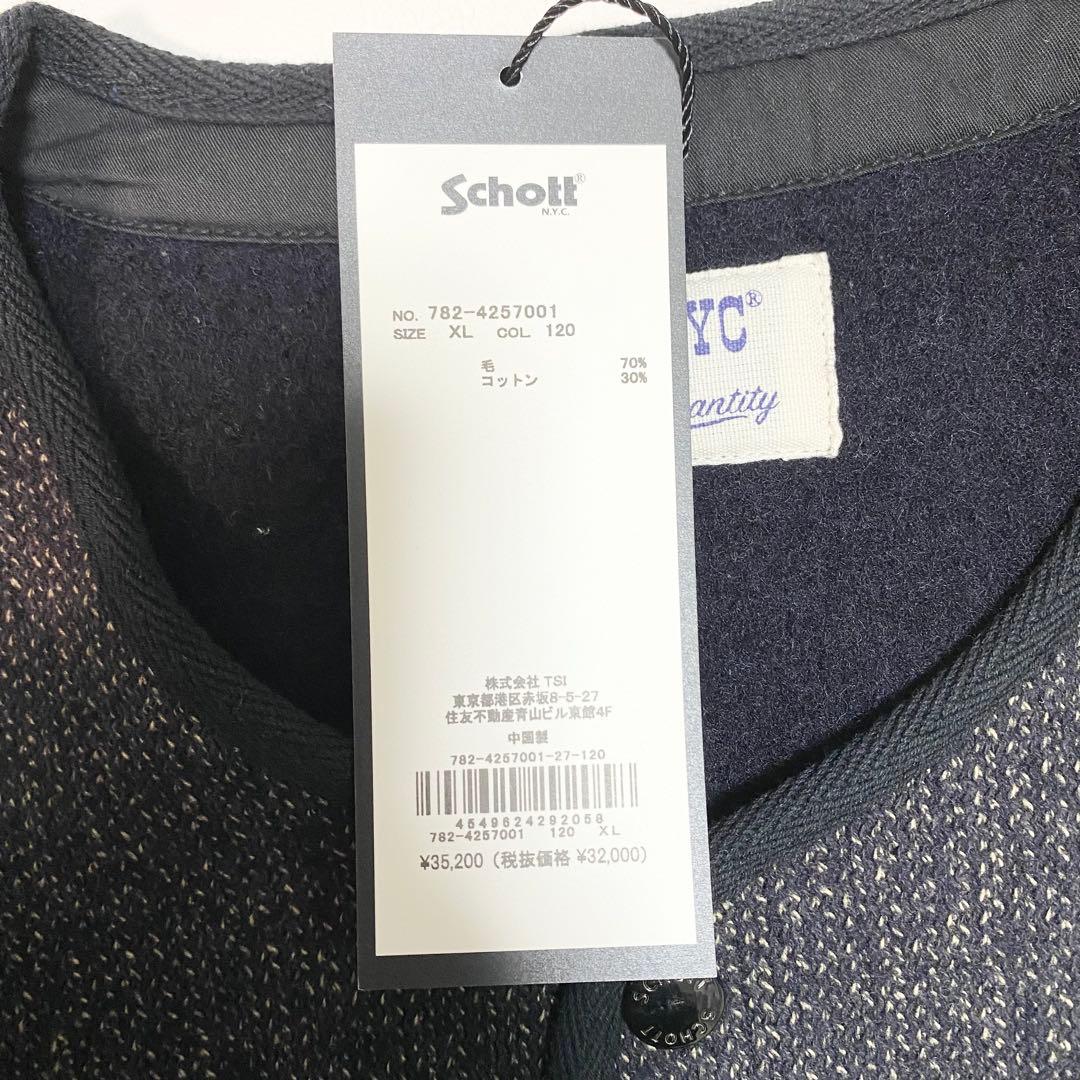 Schott®
N.Y.C.
NO. 782-4257001
SIZE XL COL 120
毛 70%
コットン 30%
YC®
antity
株式会社 TSI
東京都港区赤坂8-5-27
住友不動産青山ビル東館4F
中国製
782-4257001-27-120
4549624292058
782-4257001 120 XL
¥35,200 (税抜価格 ¥32,000)
SCHOTT